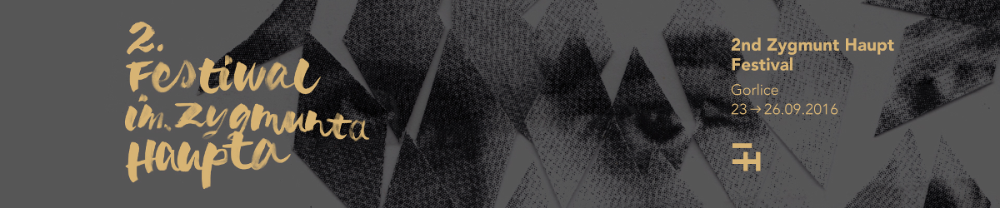 2.
Festiwal
im. Zygmunta
Haupta
2nd Zygmunt Haupt
Festival
Gorlice
23→26.09.2016